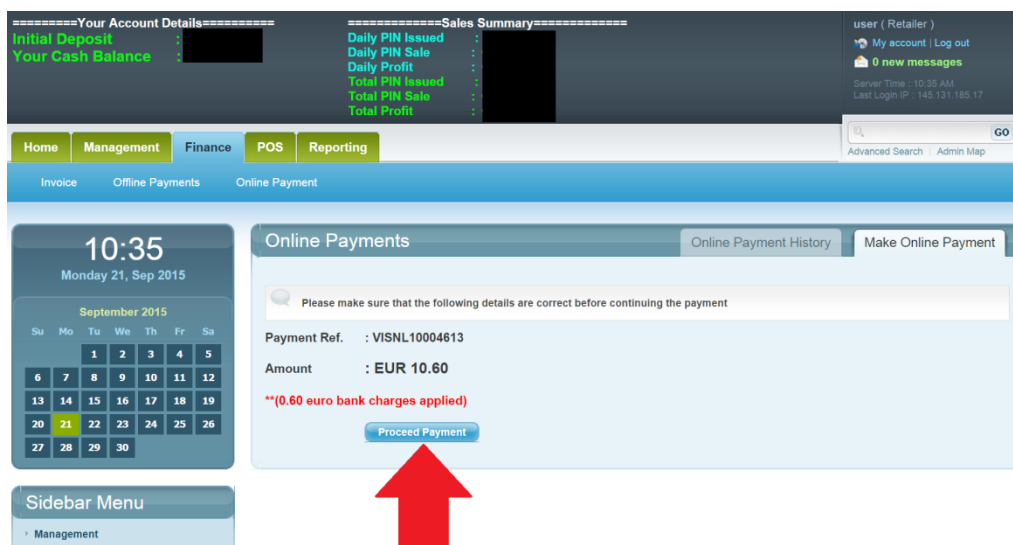 =========Your Account Details==========
Initial Deposit :
Your Cash Balance :
=============Sales Summary=============
Daily PIN Issued :
Daily PIN Sale :
Daily Profit :
Total PIN Issued :
Total PIN Sale :
Total Profit :
user ( Retailer )
My account | Log out
0 new messages
Server Time : 10:35 AM
Last Login IP : 145.131.185.17
GO
Advanced Search | Admin Map
Home Management Finance POS Reporting
Invoice Offline Payments Online Payment
10:35
Monday 21, Sep 2015
September 2015
Su Mo Tu We Th Fr Sa
1 2 3 4 5
6 7 8 9 10 11 12
13 14 15 16 17 18 19
20 21 22 23 24 25 26
27 28 29 30
Sidebar Menu
Management
Online Payments
Online Payment History
Make Online Payment
Please make sure that the following details are correct before continuing the payment
Payment Ref. : VISNL10004613
Amount : EUR 10.60
**(0.60 euro bank charges applied)
Proceed Payment